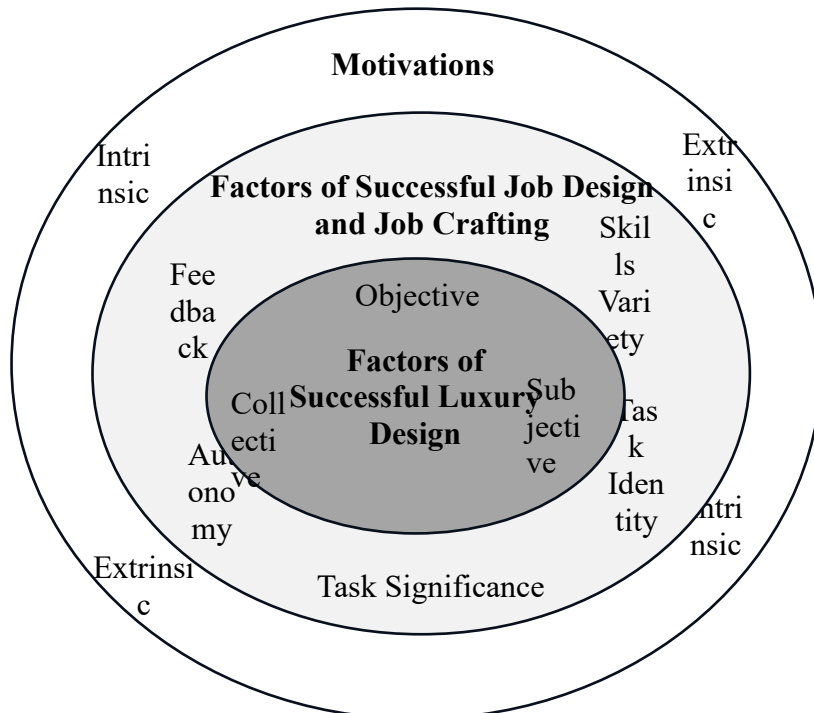 Motivations
Intri
nsic
Extr
insi
c
Factors of Successful Job Design
and Job Crafting
Skil
ls
Vari
ety
Fee
dba
ck
Objective
Factors of
Successful Luxury
Design
Coll
ecti
ve
Sub
jecti
ve
Aut
ono
my
Tas
k
Iden
tity
Intri
nsic
Extrinsi
c
Task Significance